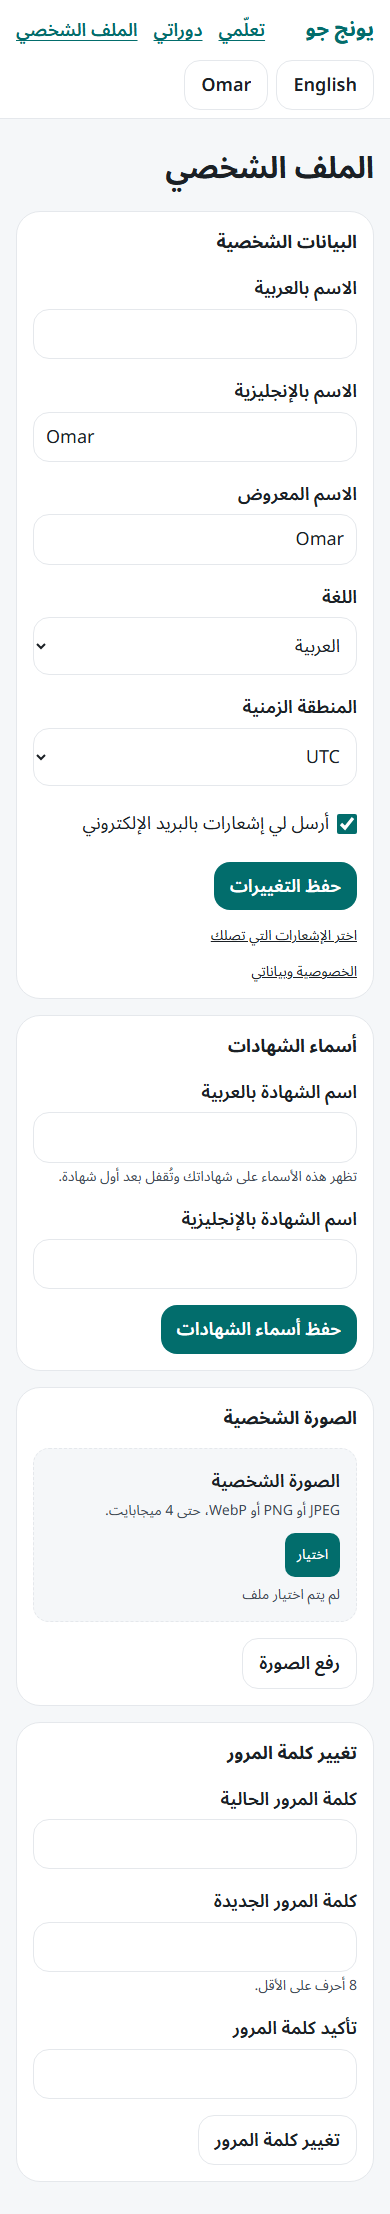 يونج جو
تعلّمي
دوراتي
الملف الشخصي
English
Omar
الملف الشخصي
البيانات الشخصية
الاسم بالعربية
الاسم بالإنجليزية
Omar
الاسم المعروض
Omar
اللغة
العربية
المنطقة الزمنية
UTC
أرسل لي إشعارات بالبريد الإلكتروني
حفظ التغييرات
اختر الإشعارات التي تصلك
الخصوصية وبياناتي
أسماء الشهادات
اسم الشهادة بالعربية
تظهر هذه الأسماء على شهاداتك وتُقفل بعد أول شهادة.
اسم الشهادة بالإنجليزية
حفظ أسماء الشهادات
الصورة الشخصية
الصورة الشخصية
JPEG أو PNG أو WebP، حتى 4 ميجابايت.
اختيار
لم يتم اختيار ملف
رفع الصورة
تغيير كلمة المرور
كلمة المرور الحالية
كلمة المرور الجديدة
8 أحرف على الأقل.
تأكيد كلمة المرور
تغيير كلمة المرور